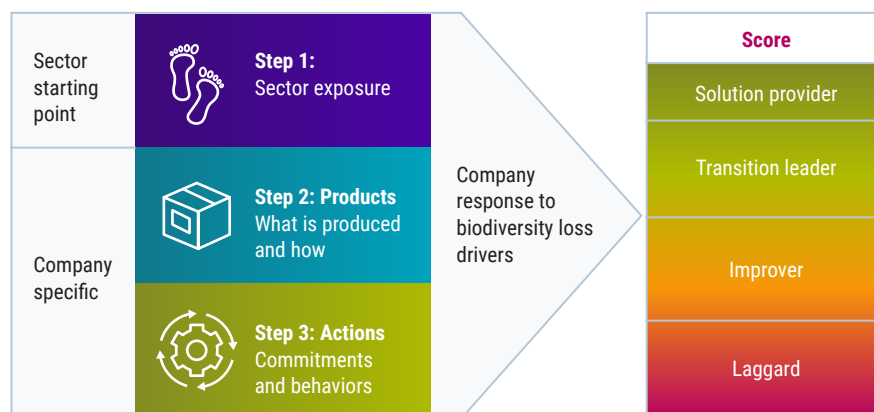 Sector
starting
point
Step 1:
Sector exposure
Company
specific
Step 2: Products
What is produced
and how
Step 3: Actions
Commitments
and behaviors
Company
response to
biodiversity loss
drivers
Score
Solution provider
Transition leader
Improver
Laggard